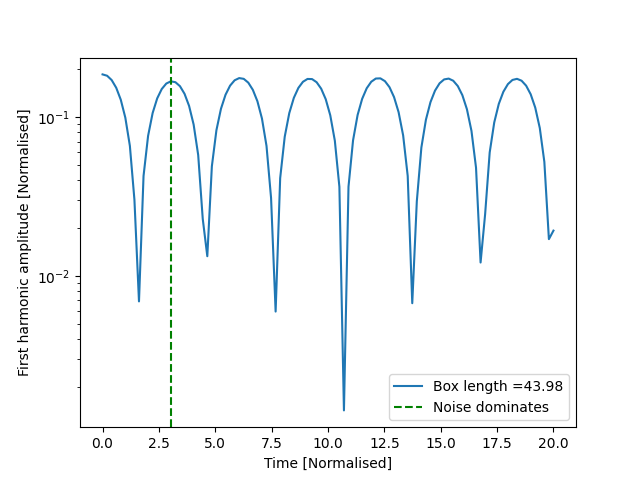 First harmonic amplitude [Normalised]
10⁻¹
10⁻²
0.0 2.5 5.0 7.5 10.0 12.5 15.0 17.5 20.0
Time [Normalised]
Box length =43.98
Noise dominates